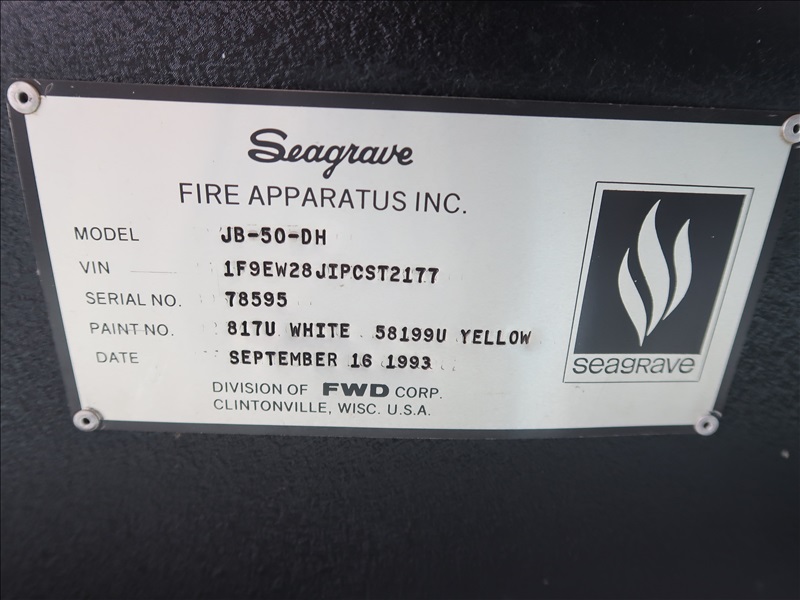 Seagrave
FIRE APPARATUS INC.
MODEL JB-50-DH
VIN 1F9EW28JIPCST2177
SERIAL NO. 78595
PAINT NO. 817U WHITE 58199U YELLOW
DATE SEPTEMBER 16 1993
DIVISION OF FWD CORP.
CLINTONVILLE, WISC. U.S.A.
seagrave